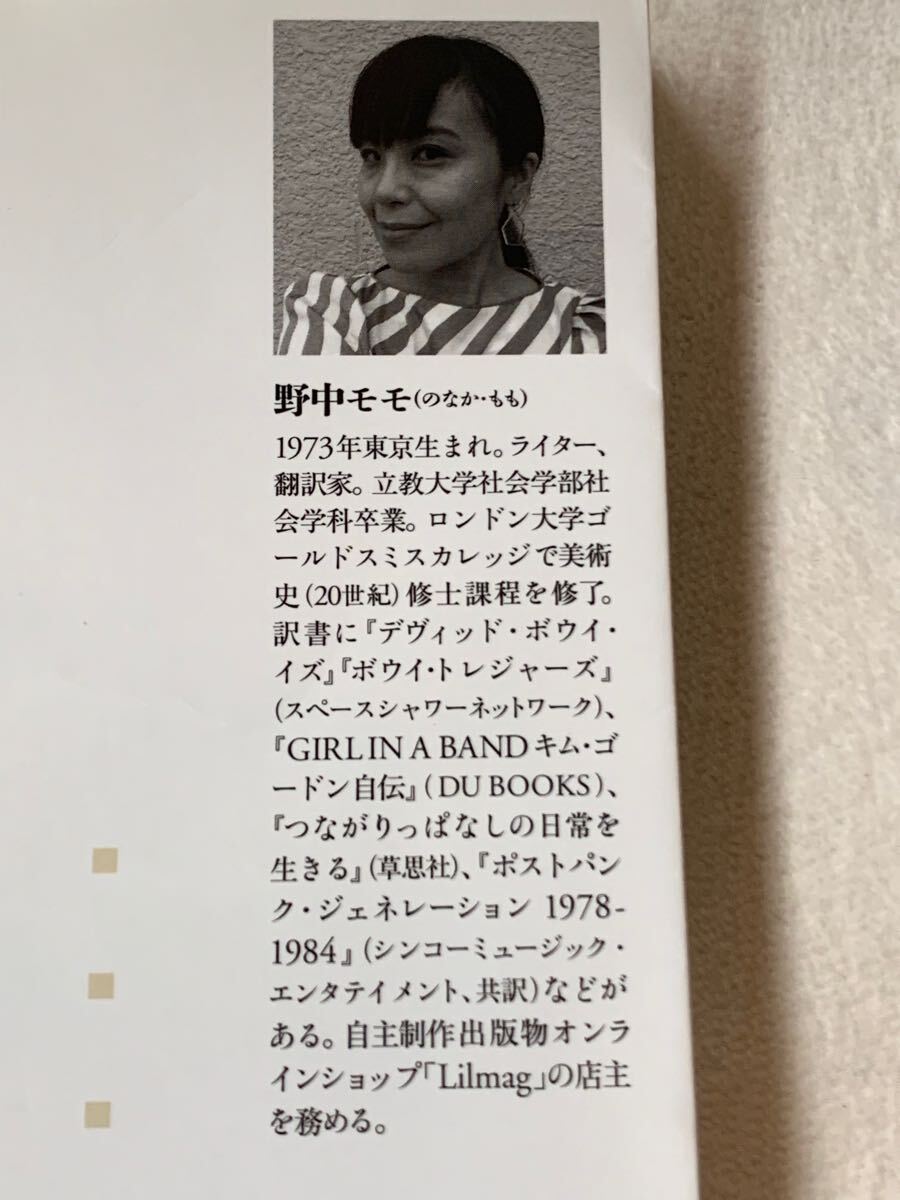 野中モモ(のなか・もも)
1973年東京生まれ。ライター、
翻訳家。立教大学社会学部社
会学科卒業。ロンドン大学ゴ
ールドスミスカレッジで美術
史(20世紀)修士課程を修了。
訳書に『デヴィッド・ボウイ・
イズ』『ボウイ・トレジャーズ』
(スペースシャワーネットワーク)、
『GIRL IN A BAND キム・ゴ
ードン自伝』(DU BOOKS)、
『つながりっぱなしの日常を
生きる』(草思社)、『ポストパン
ク・ジェネレーション 1978-
1984』(シンコーミュージック・
エンタテイメント、共訳)などが
ある。自主制作出版物オンラ
インショップ「Lilmag」の店主
を務める。